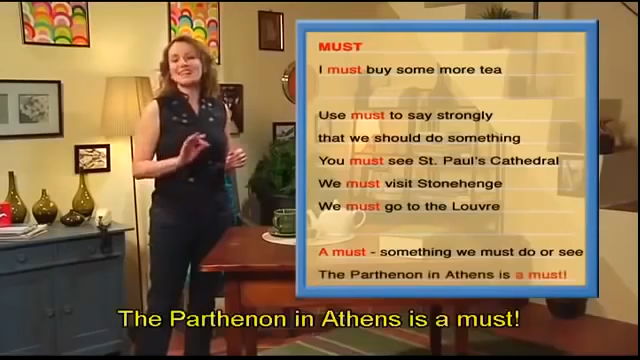 MUST
I must buy some more tea
Use must to say strongly
that we should do something
You must see St. Paul's Cathedral
We must visit Stonehenge
We must go to the Louvre
A must - something we must do or see
The Parthenon in Athens is a must!
The Parthenon in Athens is a must!